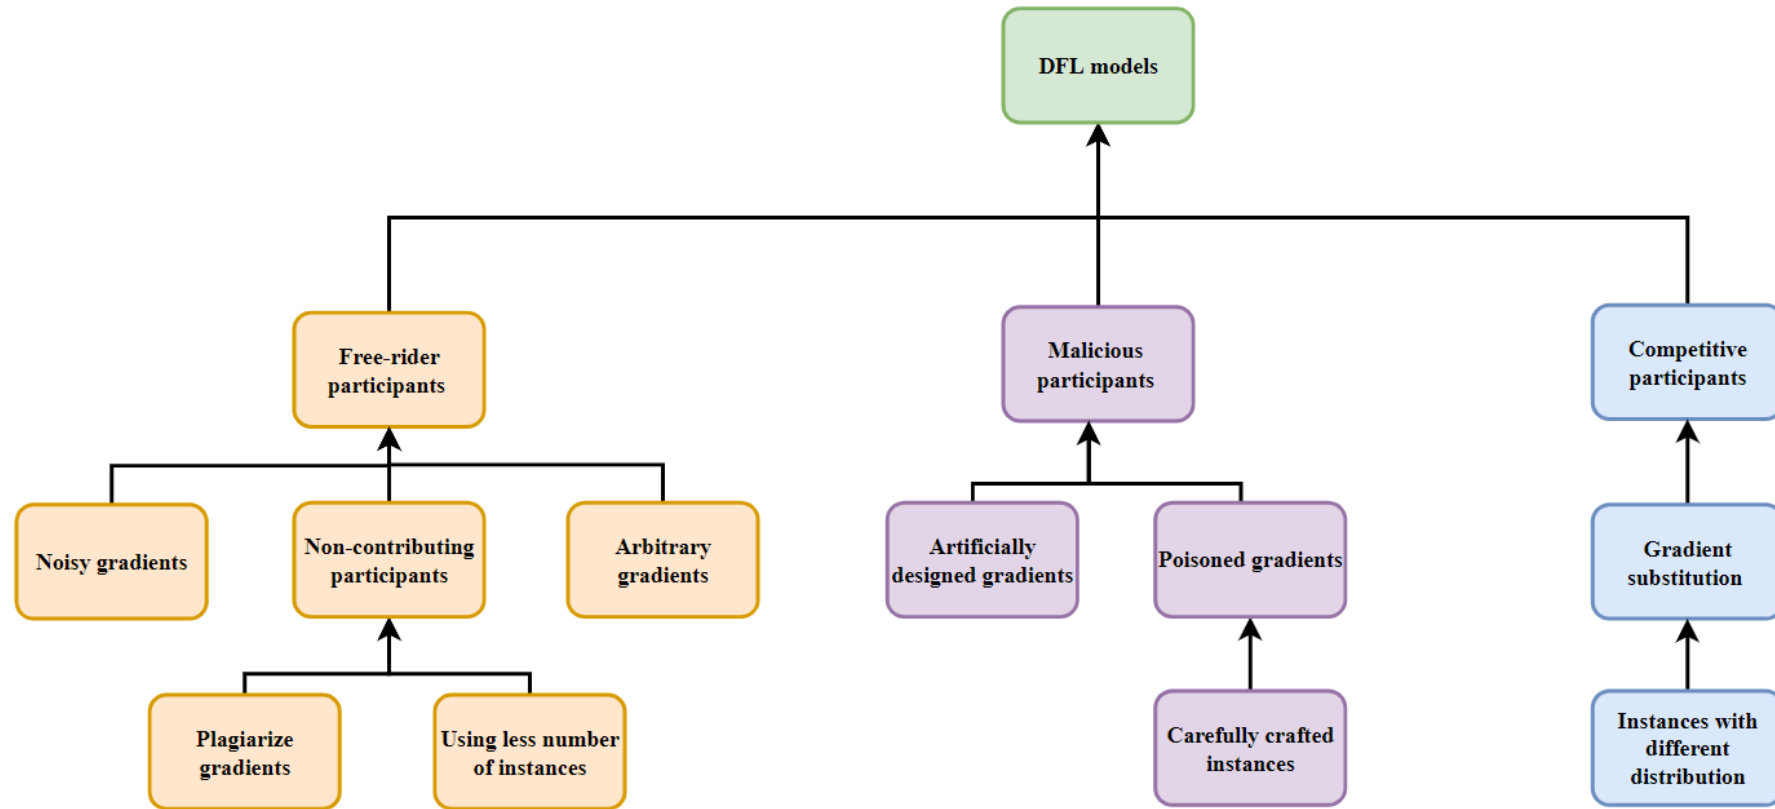 DFL models
Free-rider
participants
Malicious
participants
Competitive
participants
Noisy gradients
Non-contributing
participants
Arbitrary
gradients
Artificially
designed gradients
Poisoned gradients
Gradient
substitution
Plagiarize
gradients
Using less number
of instances
Carefully crafted
instances
Instances with
different
distribution